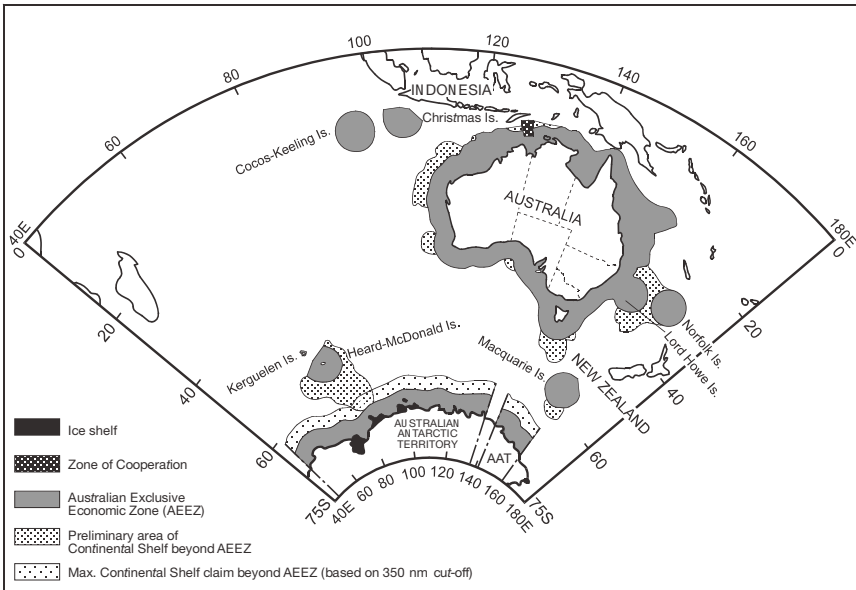 100
120
80
140
60
160
40E
0
180E
0
INDONESIA
Christmas Is.
Cocos-Keeling Is.
AUSTRALIA
20
20
Norfolk Is.
Lord Howe Is.
Heard-McDonald Is.
Kerguelen Is.
Macquarie Is.
NEW ZEALAND
40
40
AUSTRALIAN
ANTARCTIC
TERRITORY
AAT
60
60
75S
75S
40E
60
80
100
120
140
160
180E
Ice shelf
Zone of Cooperation
Australian Exclusive
Economic Zone (AEEZ)
Preliminary area of
Continental Shelf beyond AEEZ
Max. Continental Shelf claim beyond AEEZ (based on 350 nm cut-off)